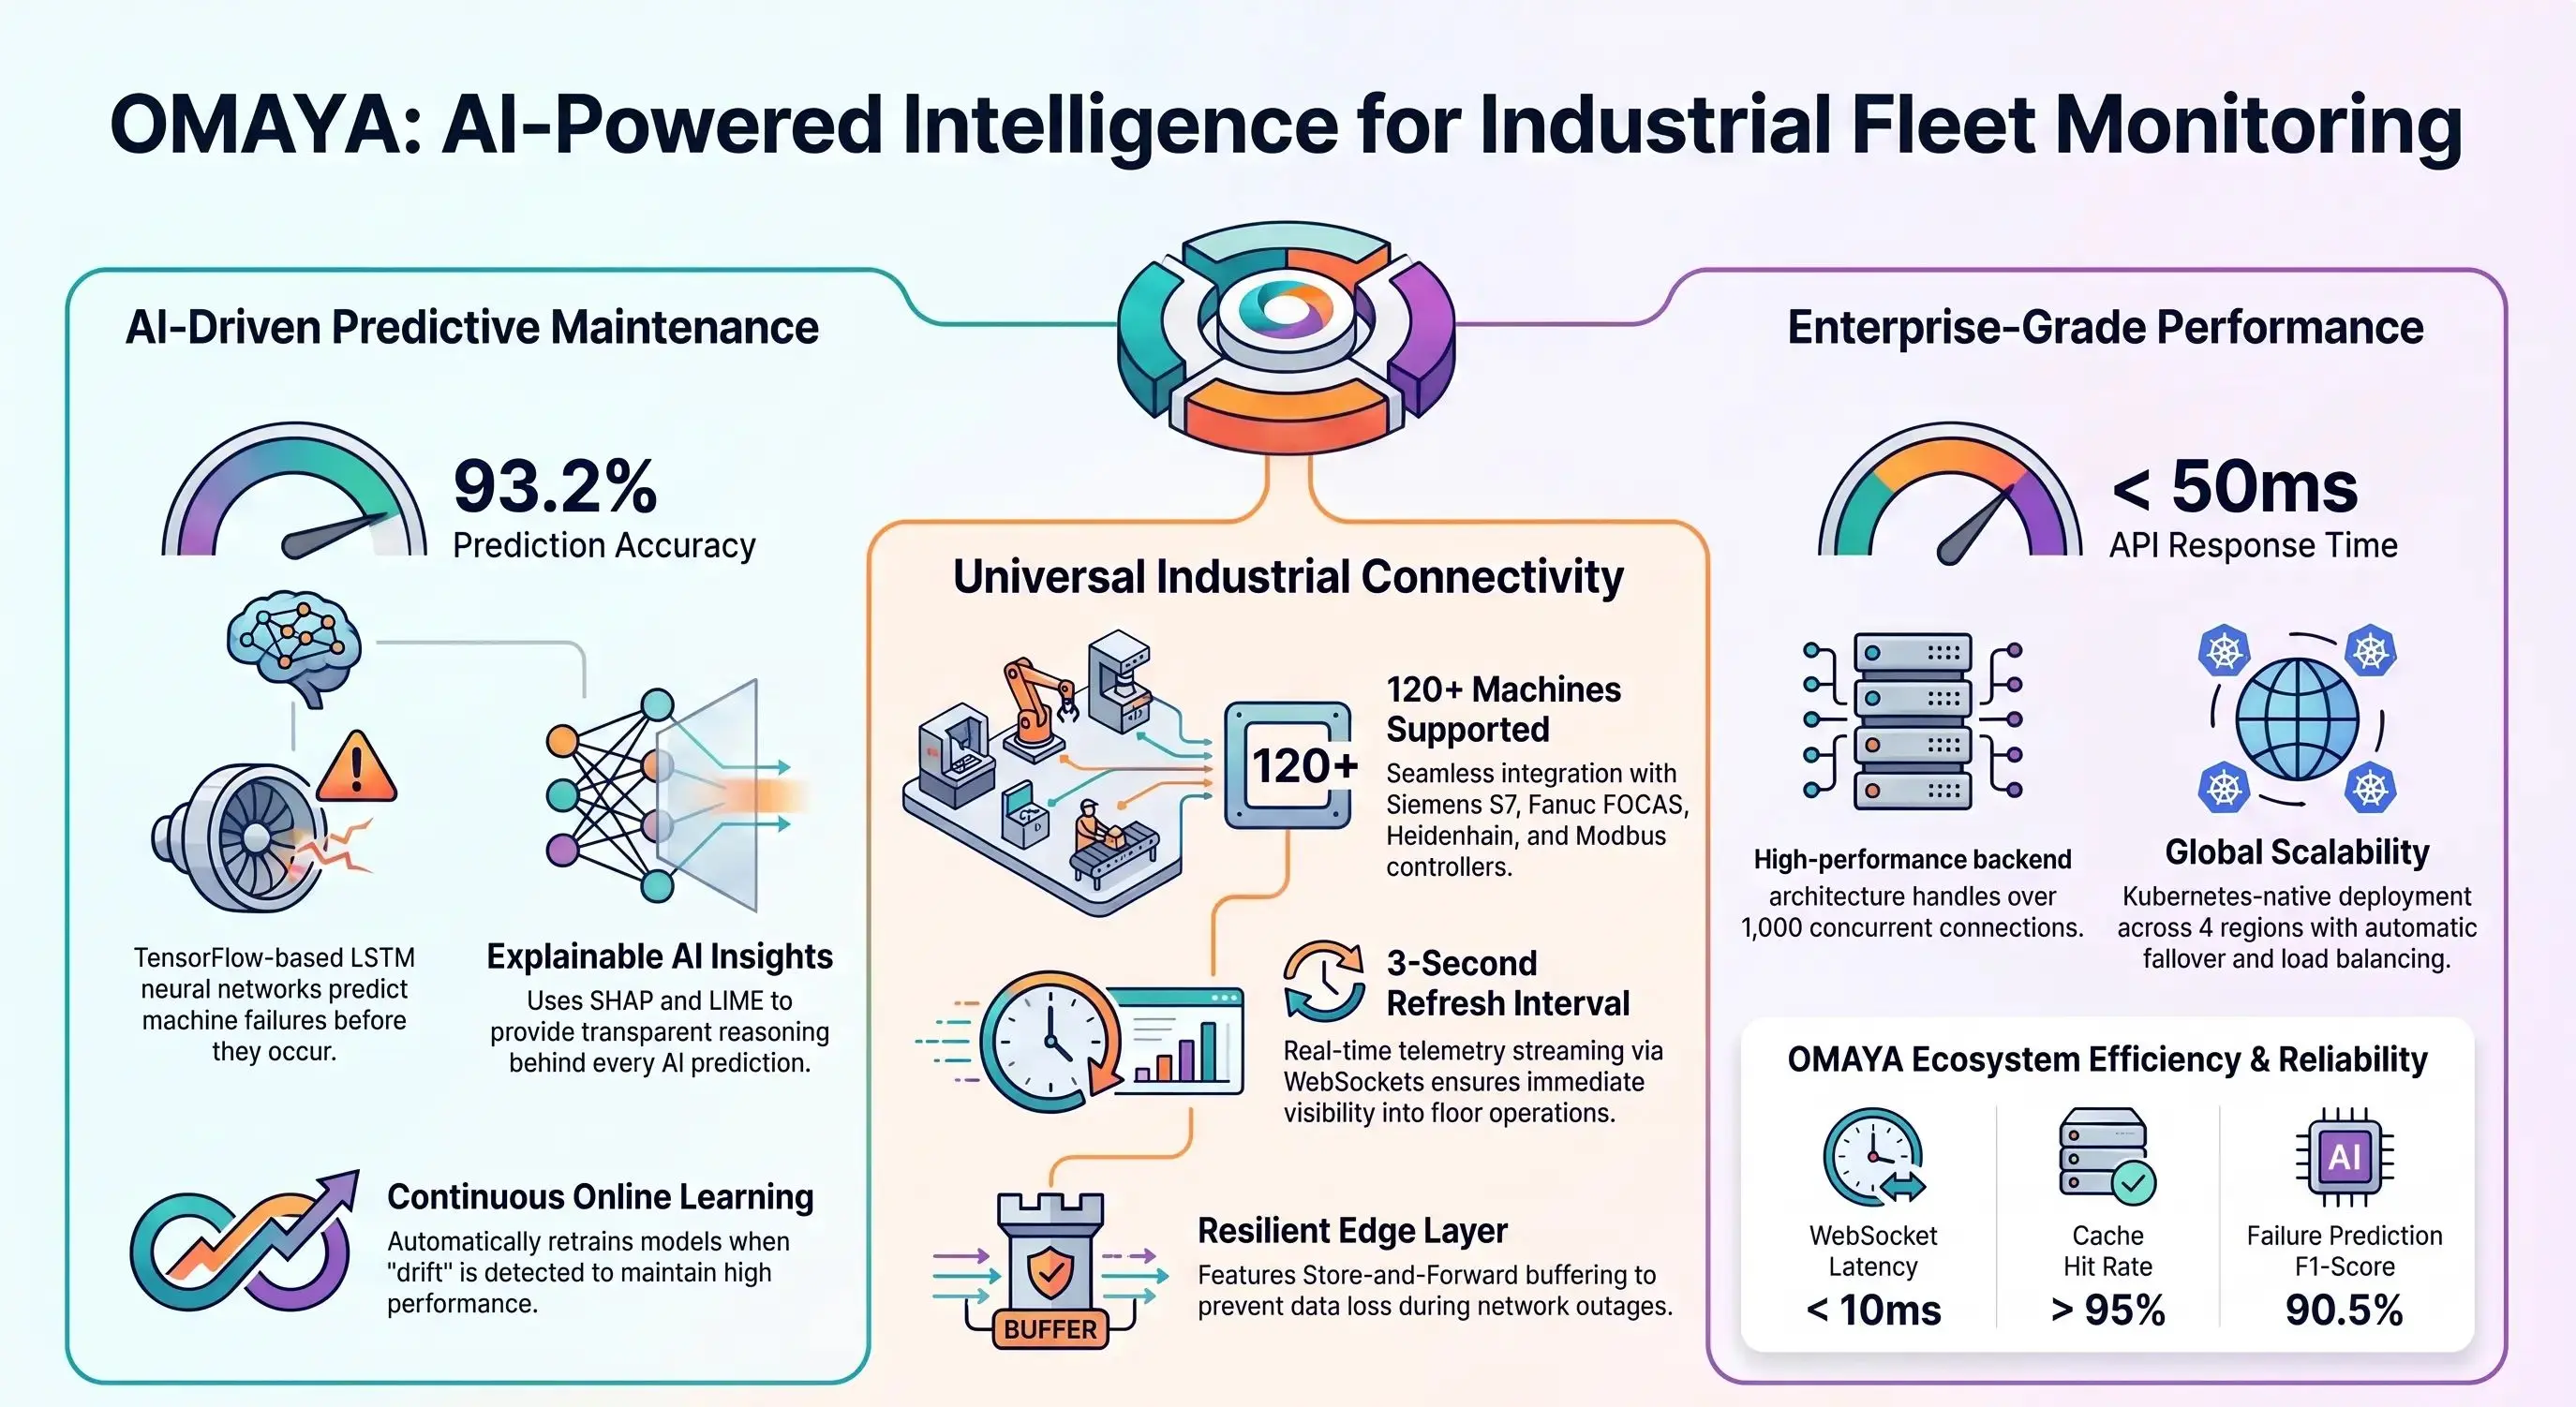 OMAYA: AI-Powered Intelligence for Industrial Fleet Monitoring
AI-Driven Predictive Maintenance
93.2%
Prediction Accuracy
TensorFlow-based LSTM
neural networks predict
machine failures before
they occur.
Explainable AI Insights
Uses SHAP and LIME to
provide transparent reasoning
behind every AI prediction.
Continuous Online Learning
Automatically retrains models when
"drift" is detected to maintain high
performance.
Universal Industrial Connectivity
120+
120+ Machines
Supported
Seamless integration with
Siemens S7, Fanuc FOCAS,
Heidenhain, and Modbus
controllers.
3-Second
Refresh Interval
Real-time telemetry streaming via
WebSockets ensures immediate
visibility into floor operations.
BUFFER
Resilient Edge Layer
Features Store-and-Forward buffering to
prevent data loss during network outages.
Enterprise-Grade Performance
< 50ms
API Response Time
High-performance backend
architecture handles over
1,000 concurrent connections.
Global Scalability
Kubernetes-native deployment
across 4 regions with automatic
fallover and load balancing.
OMAYA Ecosystem Efficiency & Reliability
WebSocket
Latency
< 10ms
Cache
Hit Rate
> 95%
AI
Failure Prediction
F1-Score
90.5%